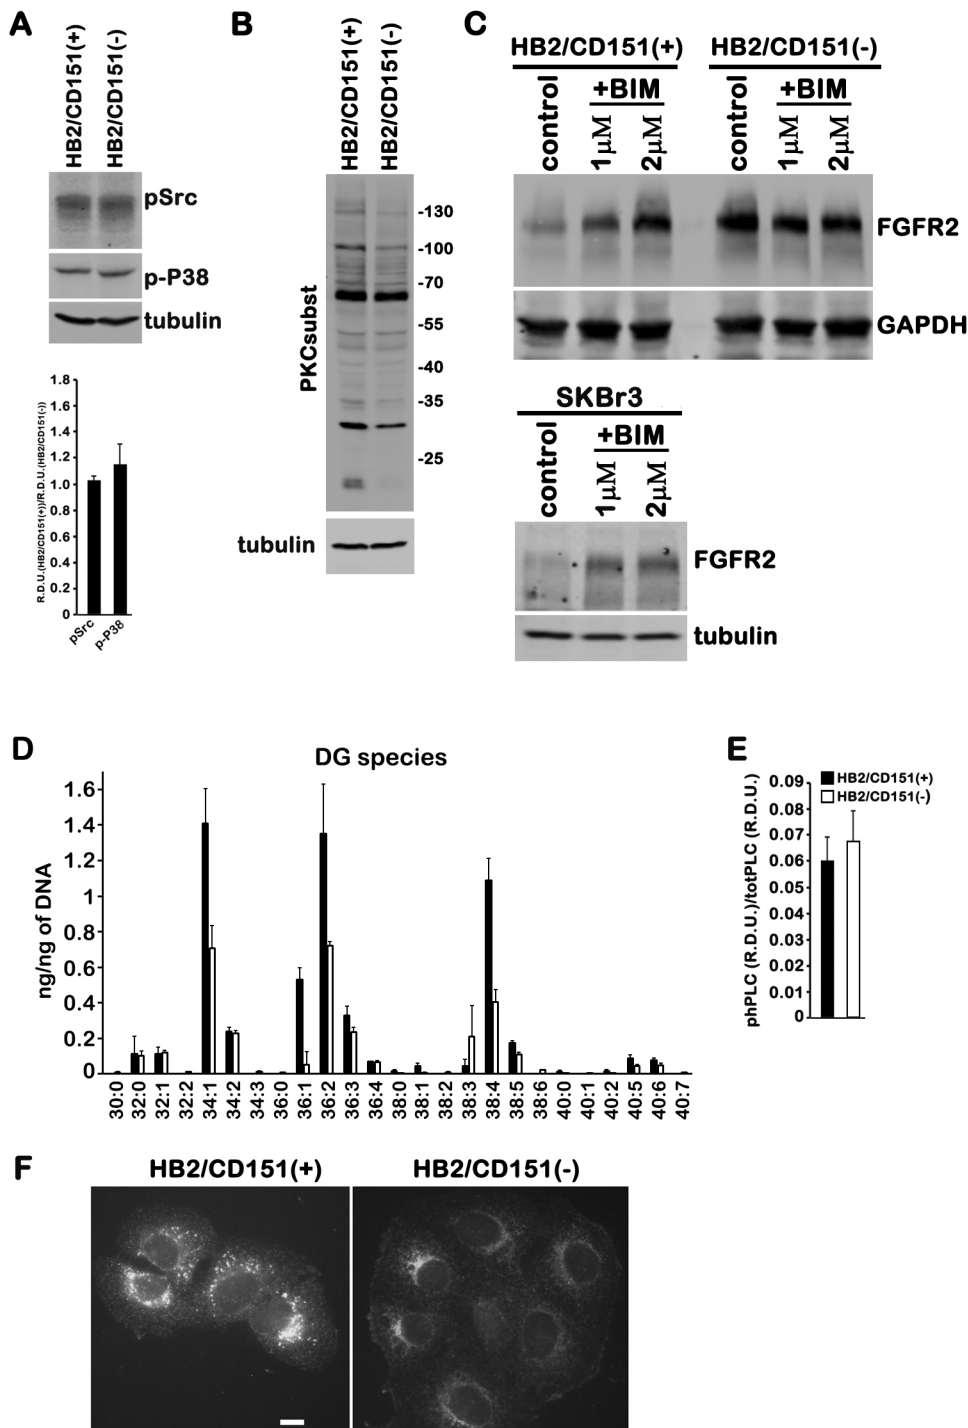 A
HB2/CD151(+)
HB2/CD151(-)
pSrc
p-P38
tubulin
R.D.U.(HB2/CD151(+))/R.D.U.(HB2/CD151(-))
1.8
1.6
1.4
1.2
1.0
0.8
0.6
0.4
0.2
0
pSrc
p-P38
B
HB2/CD151(+)
HB2/CD151(-)
PKCsubst
-130
-100
-70
-55
-40
-35
-25
tubulin
C
HB2/CD151(+) HB2/CD151(-)
control
+BIM
1μM
2μM
control
+BIM
1μM
2μM
FGFR2
GAPDH
SKBr3
control
+BIM
1μM
2μM
FGFR2
tubulin
D
DG species
ng/ng of DNA
1.6
1.4
1.2
1
0.8
0.6
0.4
0.2
0
30:0
32:0
32:1
32:2
34:1
34:2
34:3
36:0
36:1
36:2
36:3
36:4
38:0
38:1
38:2
38:3
38:4
38:5
38:6
40:0
40:1
40:2
40:5
40:6
40:7
E
HB2/CD151(+)
HB2/CD151(-)
phPLC (R.D.U.)/totPLC (R.D.U.)
0.09
0.08
0.07
0.06
0.05
0.04
0.03
0.02
0.01
0
F
HB2/CD151(+) HB2/CD151(-)